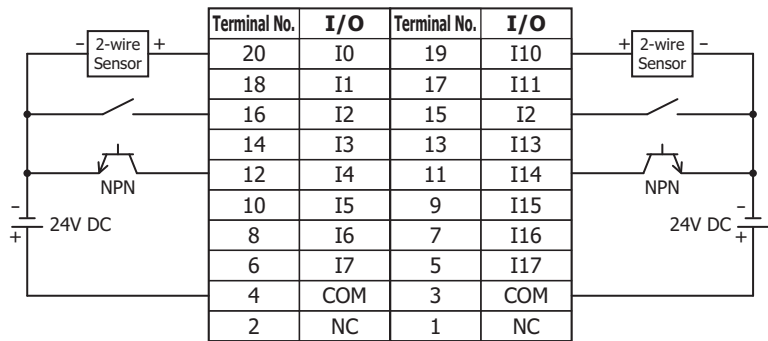 Terminal No. I/O Terminal No. I/O
- 2-wire Sensor + 20 I0 19 I10 + 2-wire Sensor -
18 I1 17 I11
16 I2 15 I2
14 I3 13 I13
NPN 12 I4 11 I14 NPN
10 I5 9 I15
- + 24V DC 8 I6 7 I16 24V DC - +
6 I7 5 I17
4 COM 3 COM
2 NC 1 NC